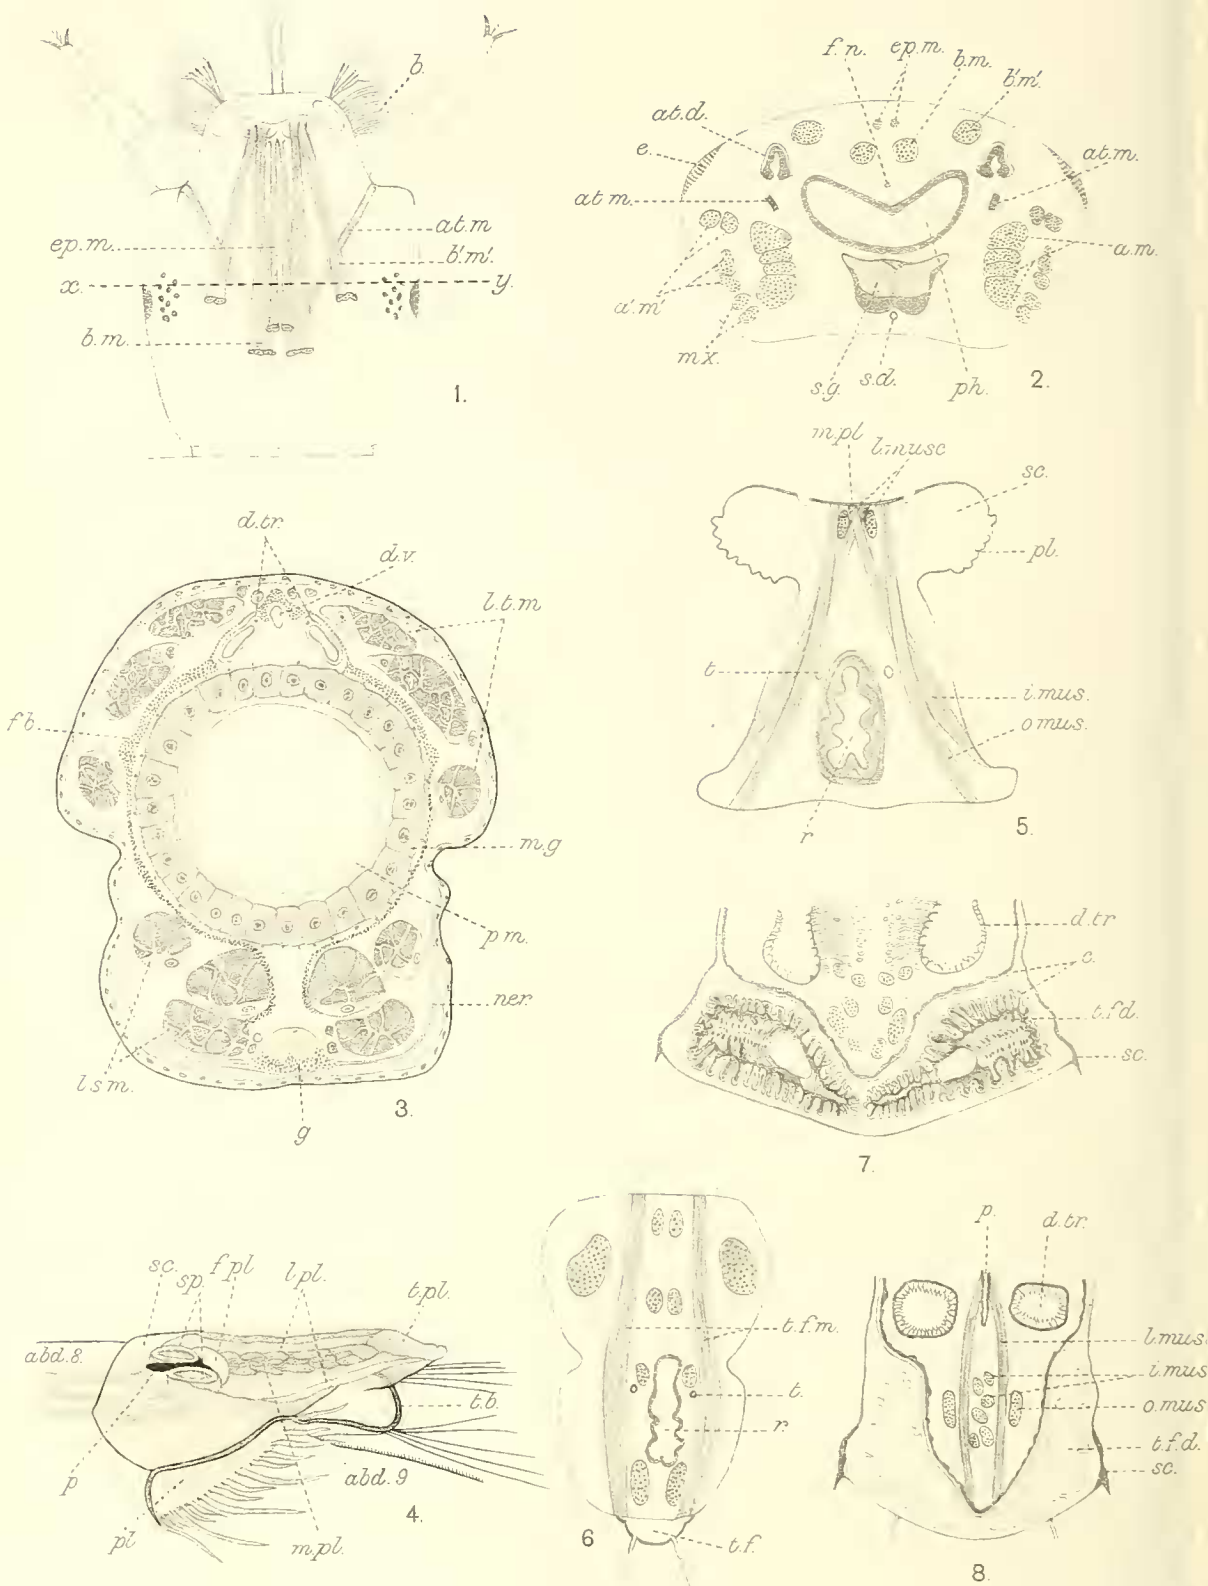 b.
ep.m.
at.m
b'.m'.
x.
y.
b.m.
1.
f.n.
ep.m.
b.m.
b'.m'.
at.d.
e.
at.m.
at.m.
a.m.
a'.m'
mx.
s.g.
s.d.
ph.
2.
d.tr.
d.v.
l.t.m
f.b.
m.g
p.m.
ner.
l.s.m.
g
3.
m.pl
l.musc
sc.
pl.
t
i.mus.
o.mus.
r
5.
d.tr
c.
t.f.d.
sc.
7.
sc.
sp.
f.pl
l.pl.
t.pl.
abd.8.
t.b.
abd.9
p
pl
m.pl.
4.
t.f.m.
t.
r.
t.f.
6
p.
d.tr.
l.mus.
i.mus
o.mus
t.f.d.
sc.
8.